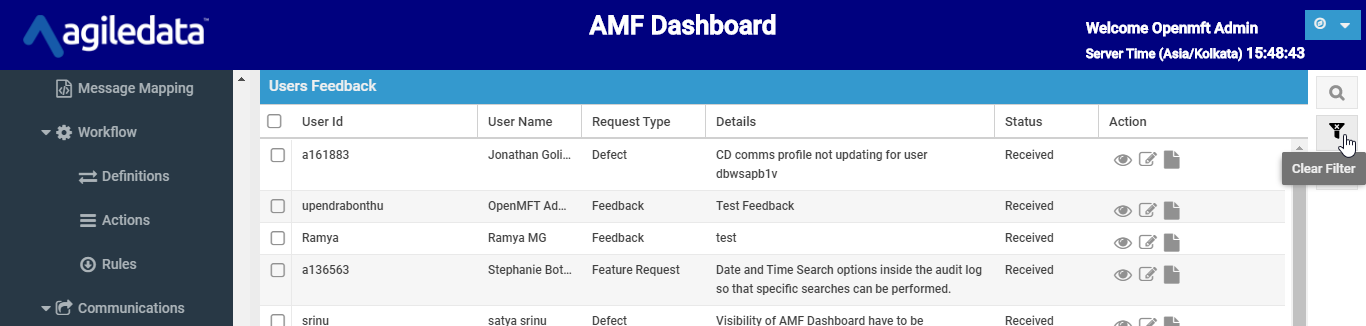 agiledata™
AMF Dashboard
Welcome Openmft Admin
Server Time (Asia/Kolkata) 15:48:43
Message Mapping
Workflow
Definitions
Actions
Rules
Communications
Users Feedback
User Id User Name Request Type Details Status Action
a161883 Jonathan Goli... Defect CD comms profile not updating for user Received
dbwsapb1v
upendrabonthu OpenMFT Ad... Feedback Test Feedback Received
Ramya Ramya MG Feedback test Received
a136563 Stephanie Bot... Feature Request Date and Time Search options inside the audit log Received
so that specific searches can be performed.
srinu satya srinu Defect Visibility of AMF Dashboard have to be Received
Clear Filter